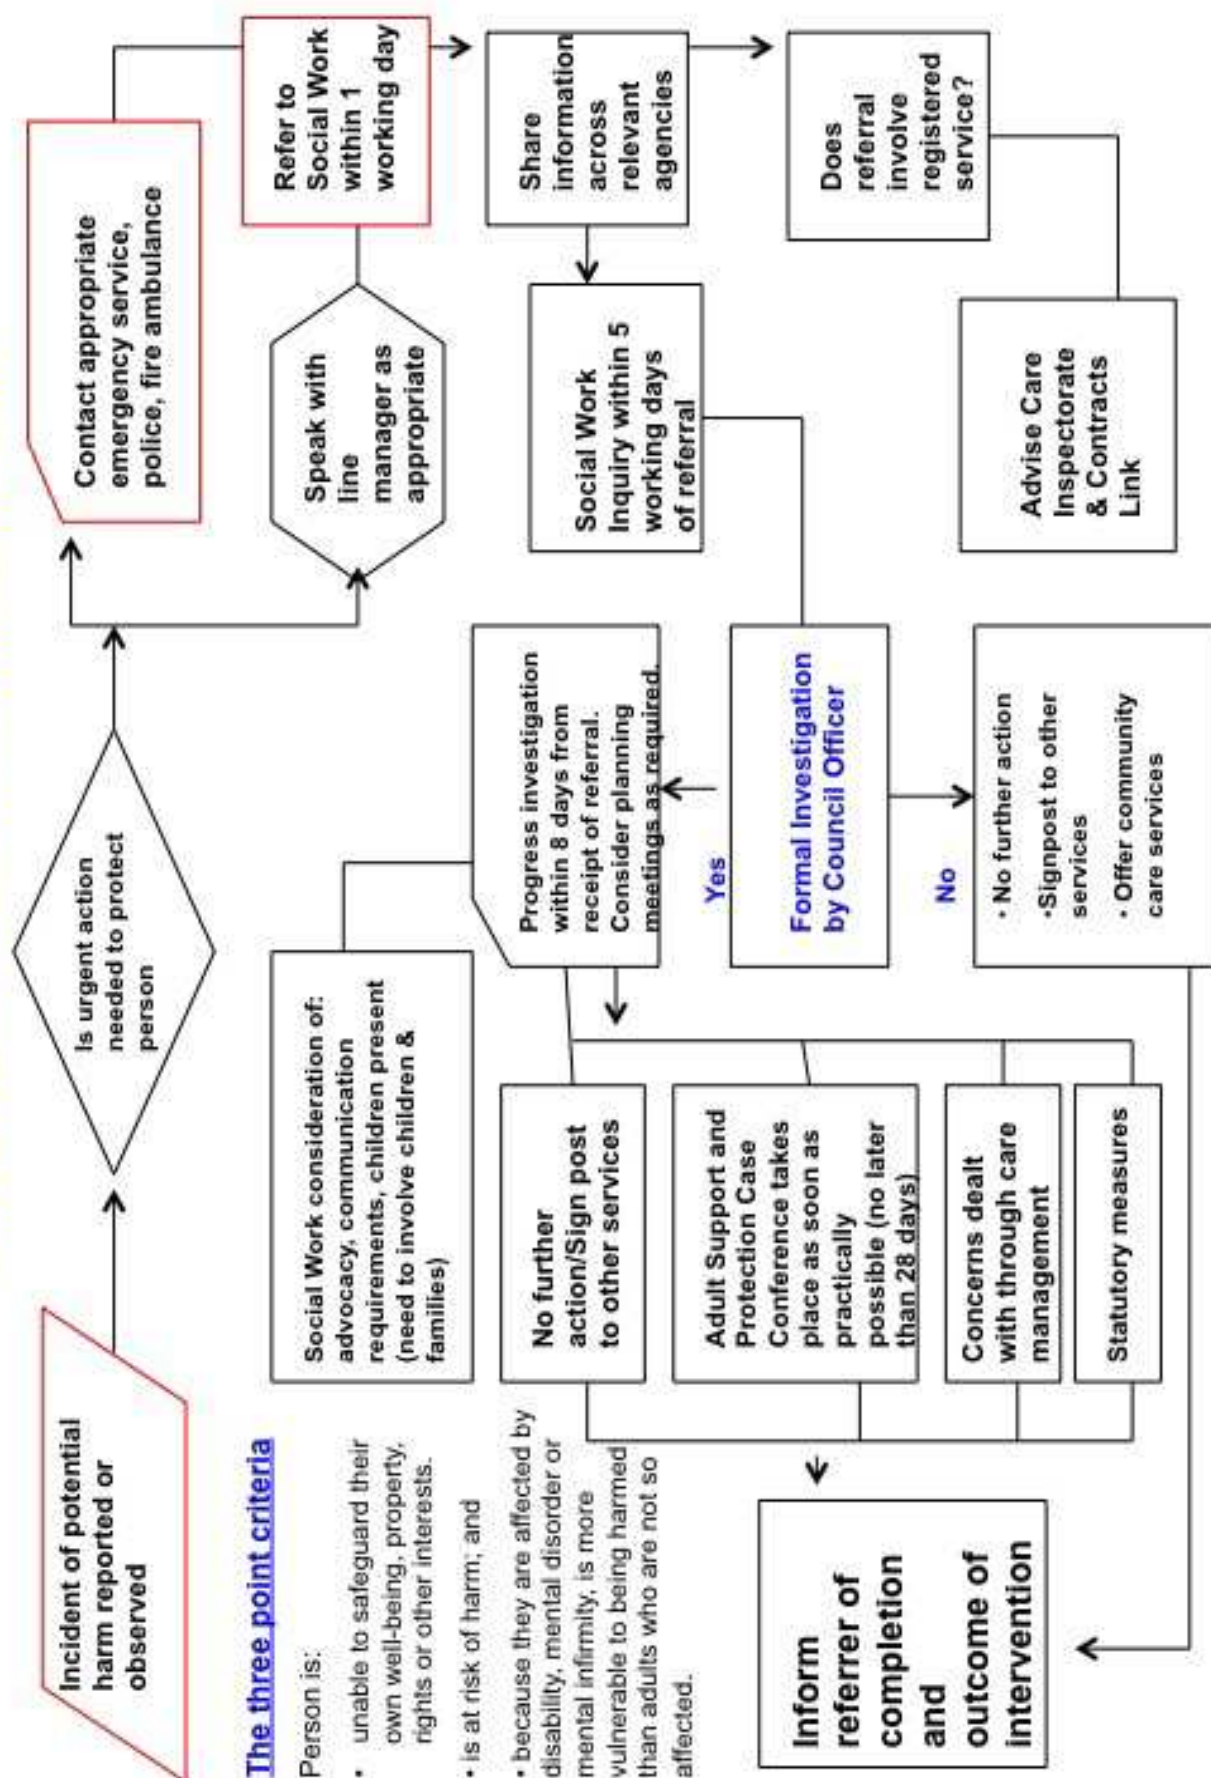 Incident of potential
harm reported or
observed
Is urgent action
needed to protect
person
Contact appropriate
emergency service,
police, fire ambulance
Speak with
line
manager as
appropriate
Refer to
Social Work
within 1
working day
Share
information
across
relevant
agencies
Does
referral
involve
registered
service?
Social Work
Inquiry within 5
working days
of referral
Advise Care
Inspectorate
& Contracts
Link
Formal Investigation
by Council Officer
Yes
No
Progress investigation
within 8 days from
receipt of referral.
Consider planning
meetings as required.
• No further action
•Signpost to other
services
• Offer community
care services
Social Work consideration of:
advocacy, communication
requirements, children present
(need to involve children &
families)
No further
action/Sign post
to other services
Adult Support and
Protection Case
Conference takes
place as soon as
practically
possible (no later
than 28 days)
Concerns dealt
with through care
management
Statutory measures
The three point criteria
Person is:
• unable to safeguard their
own well-being, property,
rights or other interests.
• is at risk of harm; and
• because they are affected by
disability, mental disorder or
mental infirmity, is more
vulnerable to being harmed
than adults who are not so
affected.
Inform
referrer of
completion
and
outcome of
intervention